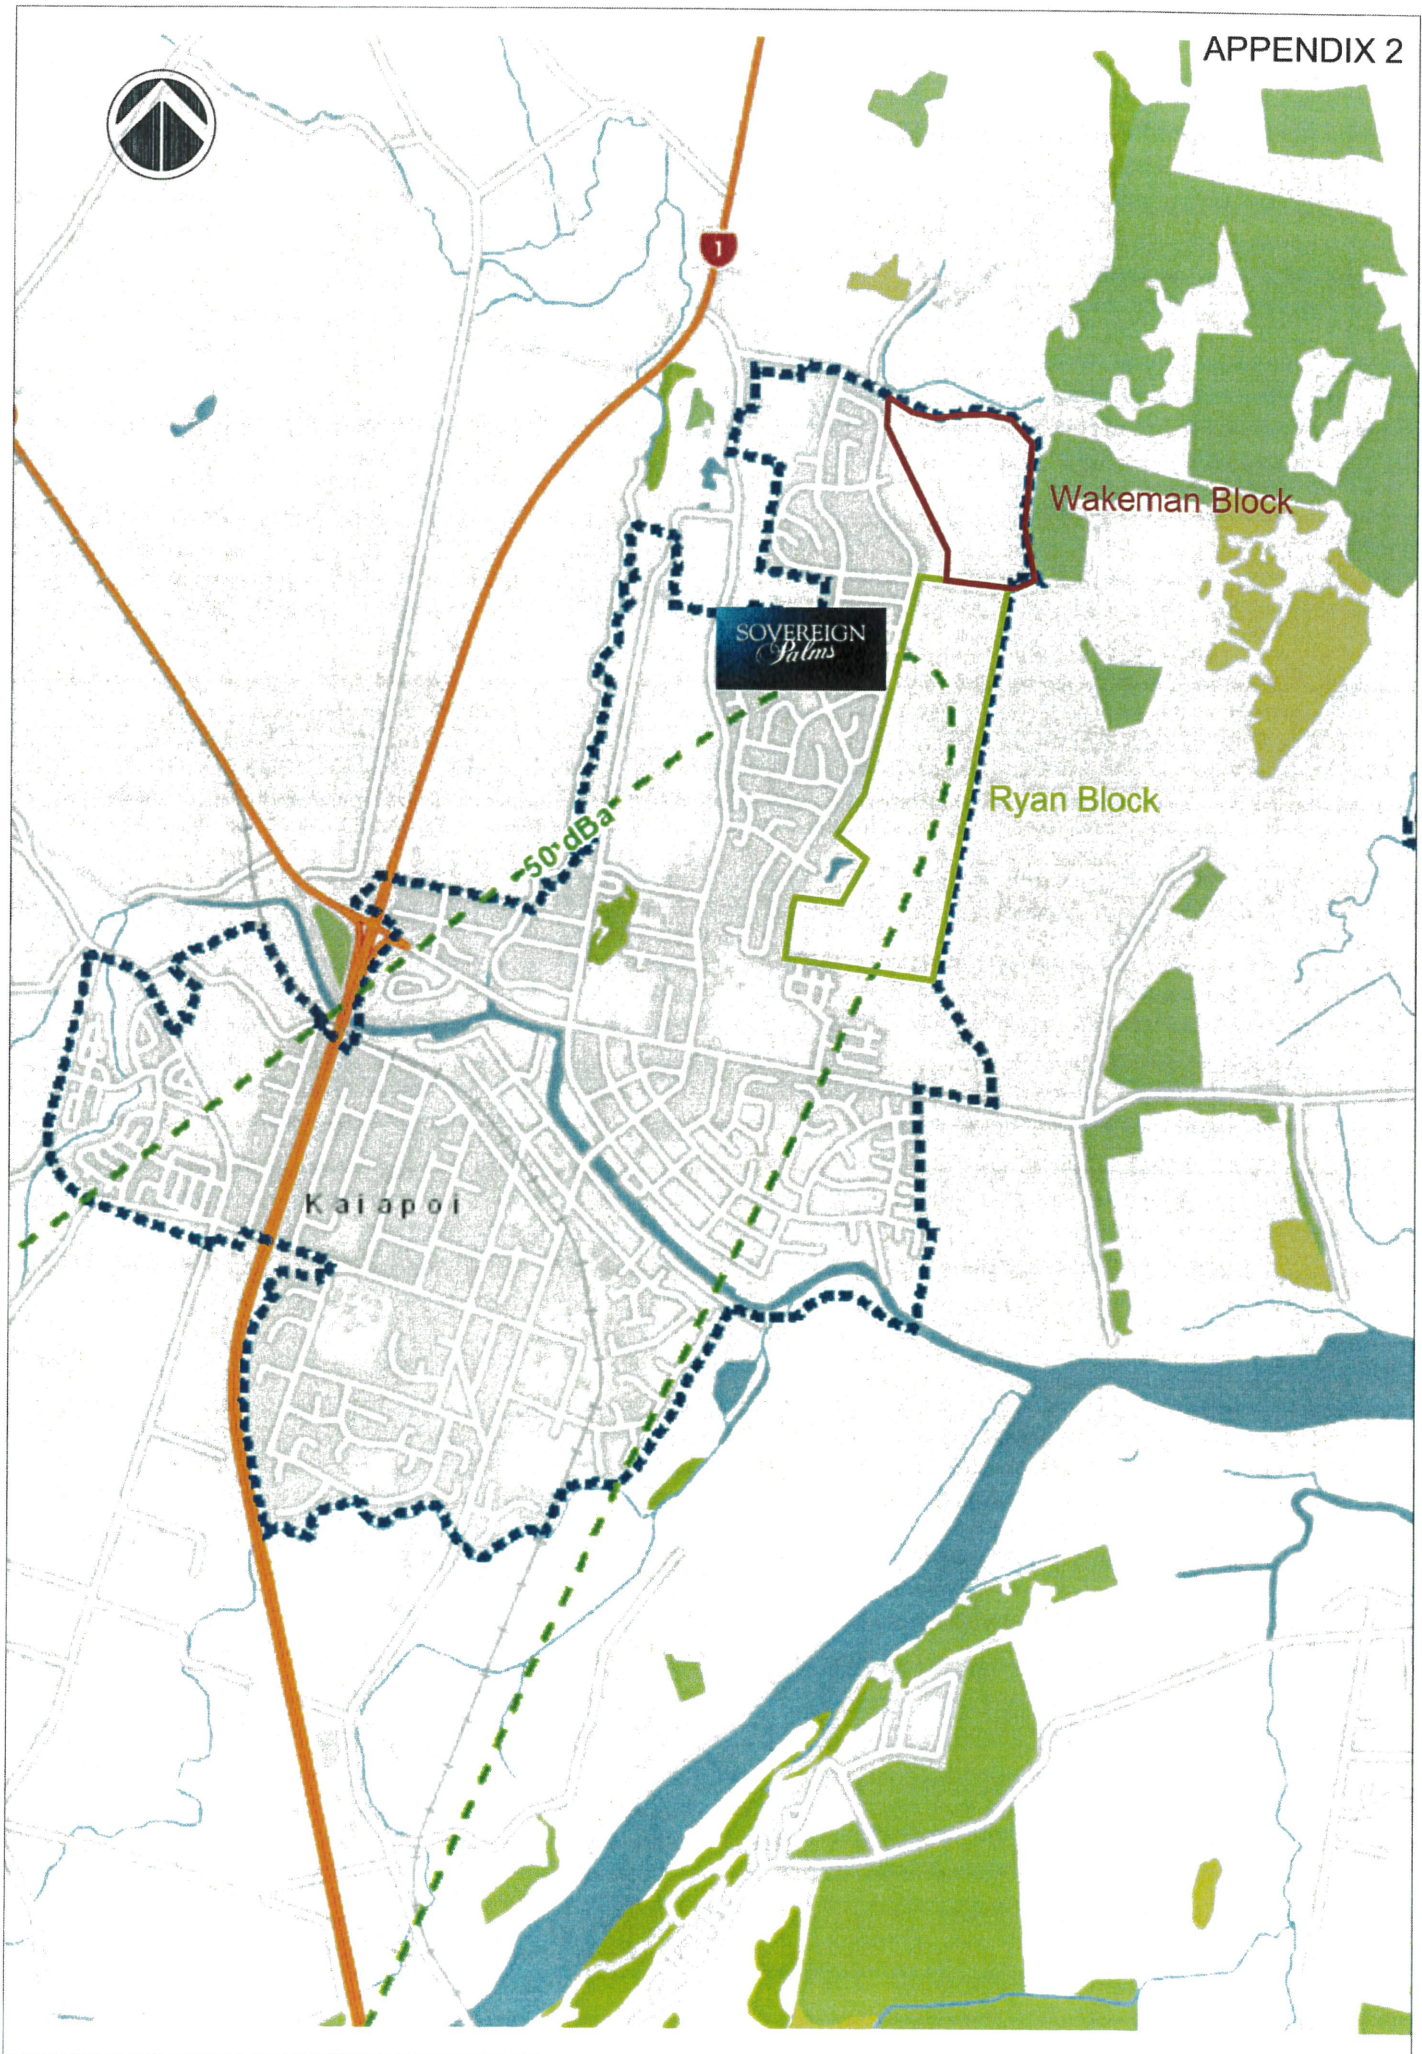 APPENDIX 2
1
Wakeman Block
SOVEREIGN
Palms
Ryan Block
50 dBa
Kaiapoi